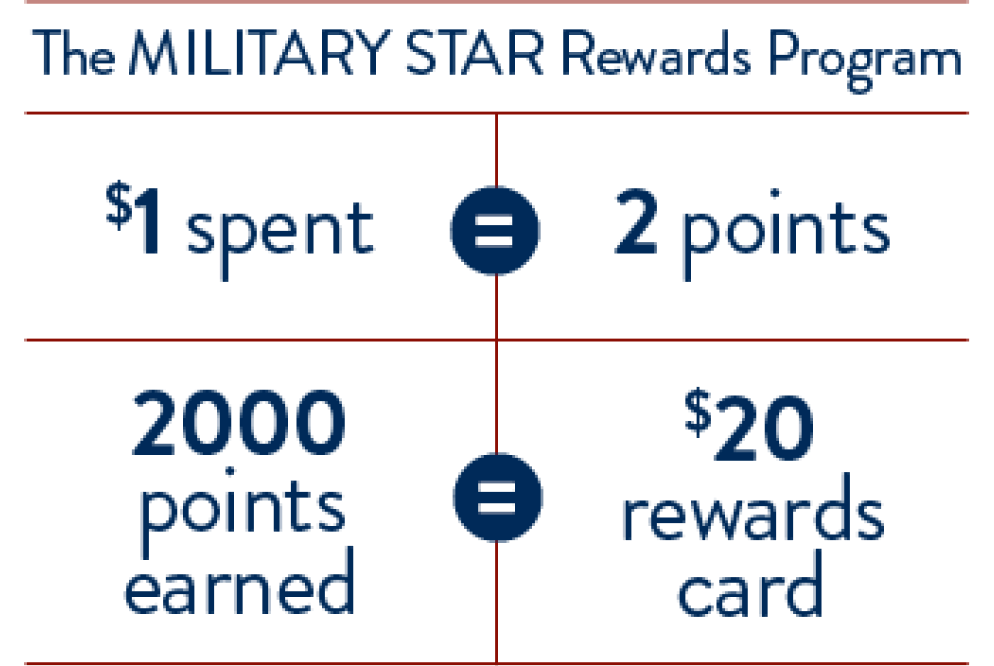 The MILITARY STAR Rewards Program
$1 spent = 2 points
2000 points earned = $20 rewards card